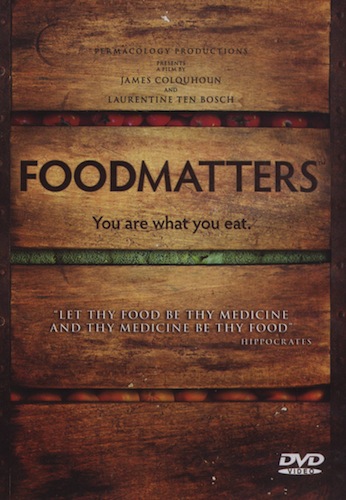 PERMACOLOGY PRODUCTIONS
PRESENTS
A FILM BY
JAMES COLQUHOUN
AND
LAURENTINE TEN BOSCH
FOODMATTERS
You are what you eat.
"LET THY FOOD BE THY MEDICINE
AND THY MEDICINE BE THY FOOD"
HIPPOCRATES
DVD
VIDEO